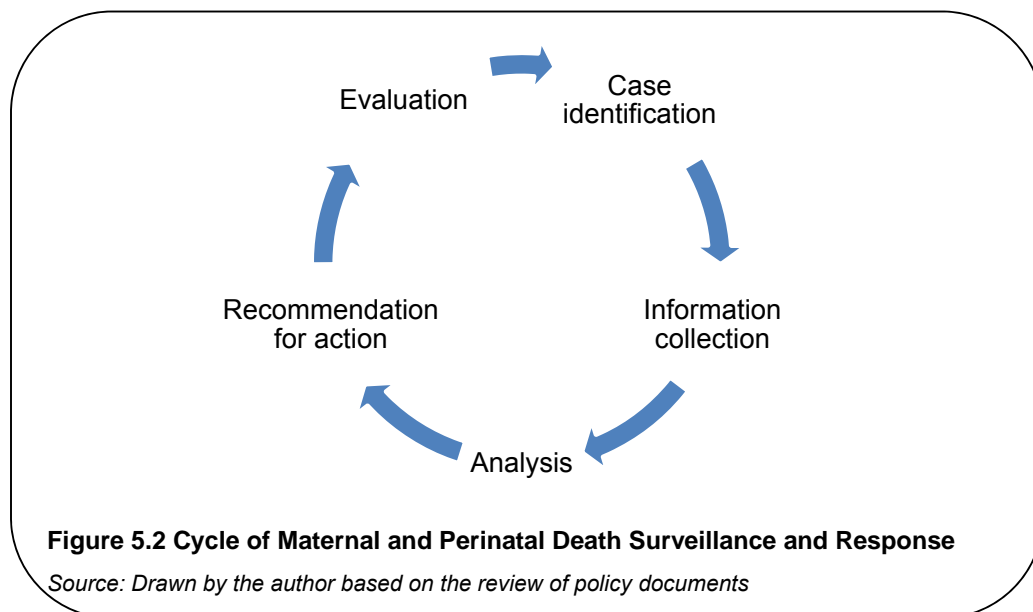 Evaluation
Case
identification
Information
collection
Analysis
Recommendation
for action
Figure 5.2 Cycle of Maternal and Perinatal Death Surveillance and Response
Source: Drawn by the author based on the review of policy documents